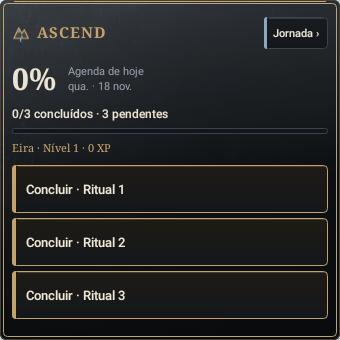 ASCEND
Jornada ›
0%
Agenda de hoje
qua. · 18 nov.
0/3 concluídos · 3 pendentes
Eira · Nível 1 · 0 XP
Concluir · Ritual 1
Concluir · Ritual 2
Concluir · Ritual 3